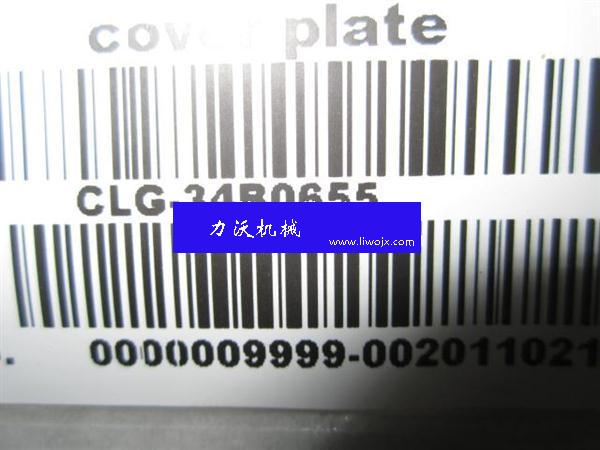 cover plate
CLG-34B0655
力沃机械
www.liwojx.com
0000009999-002011021